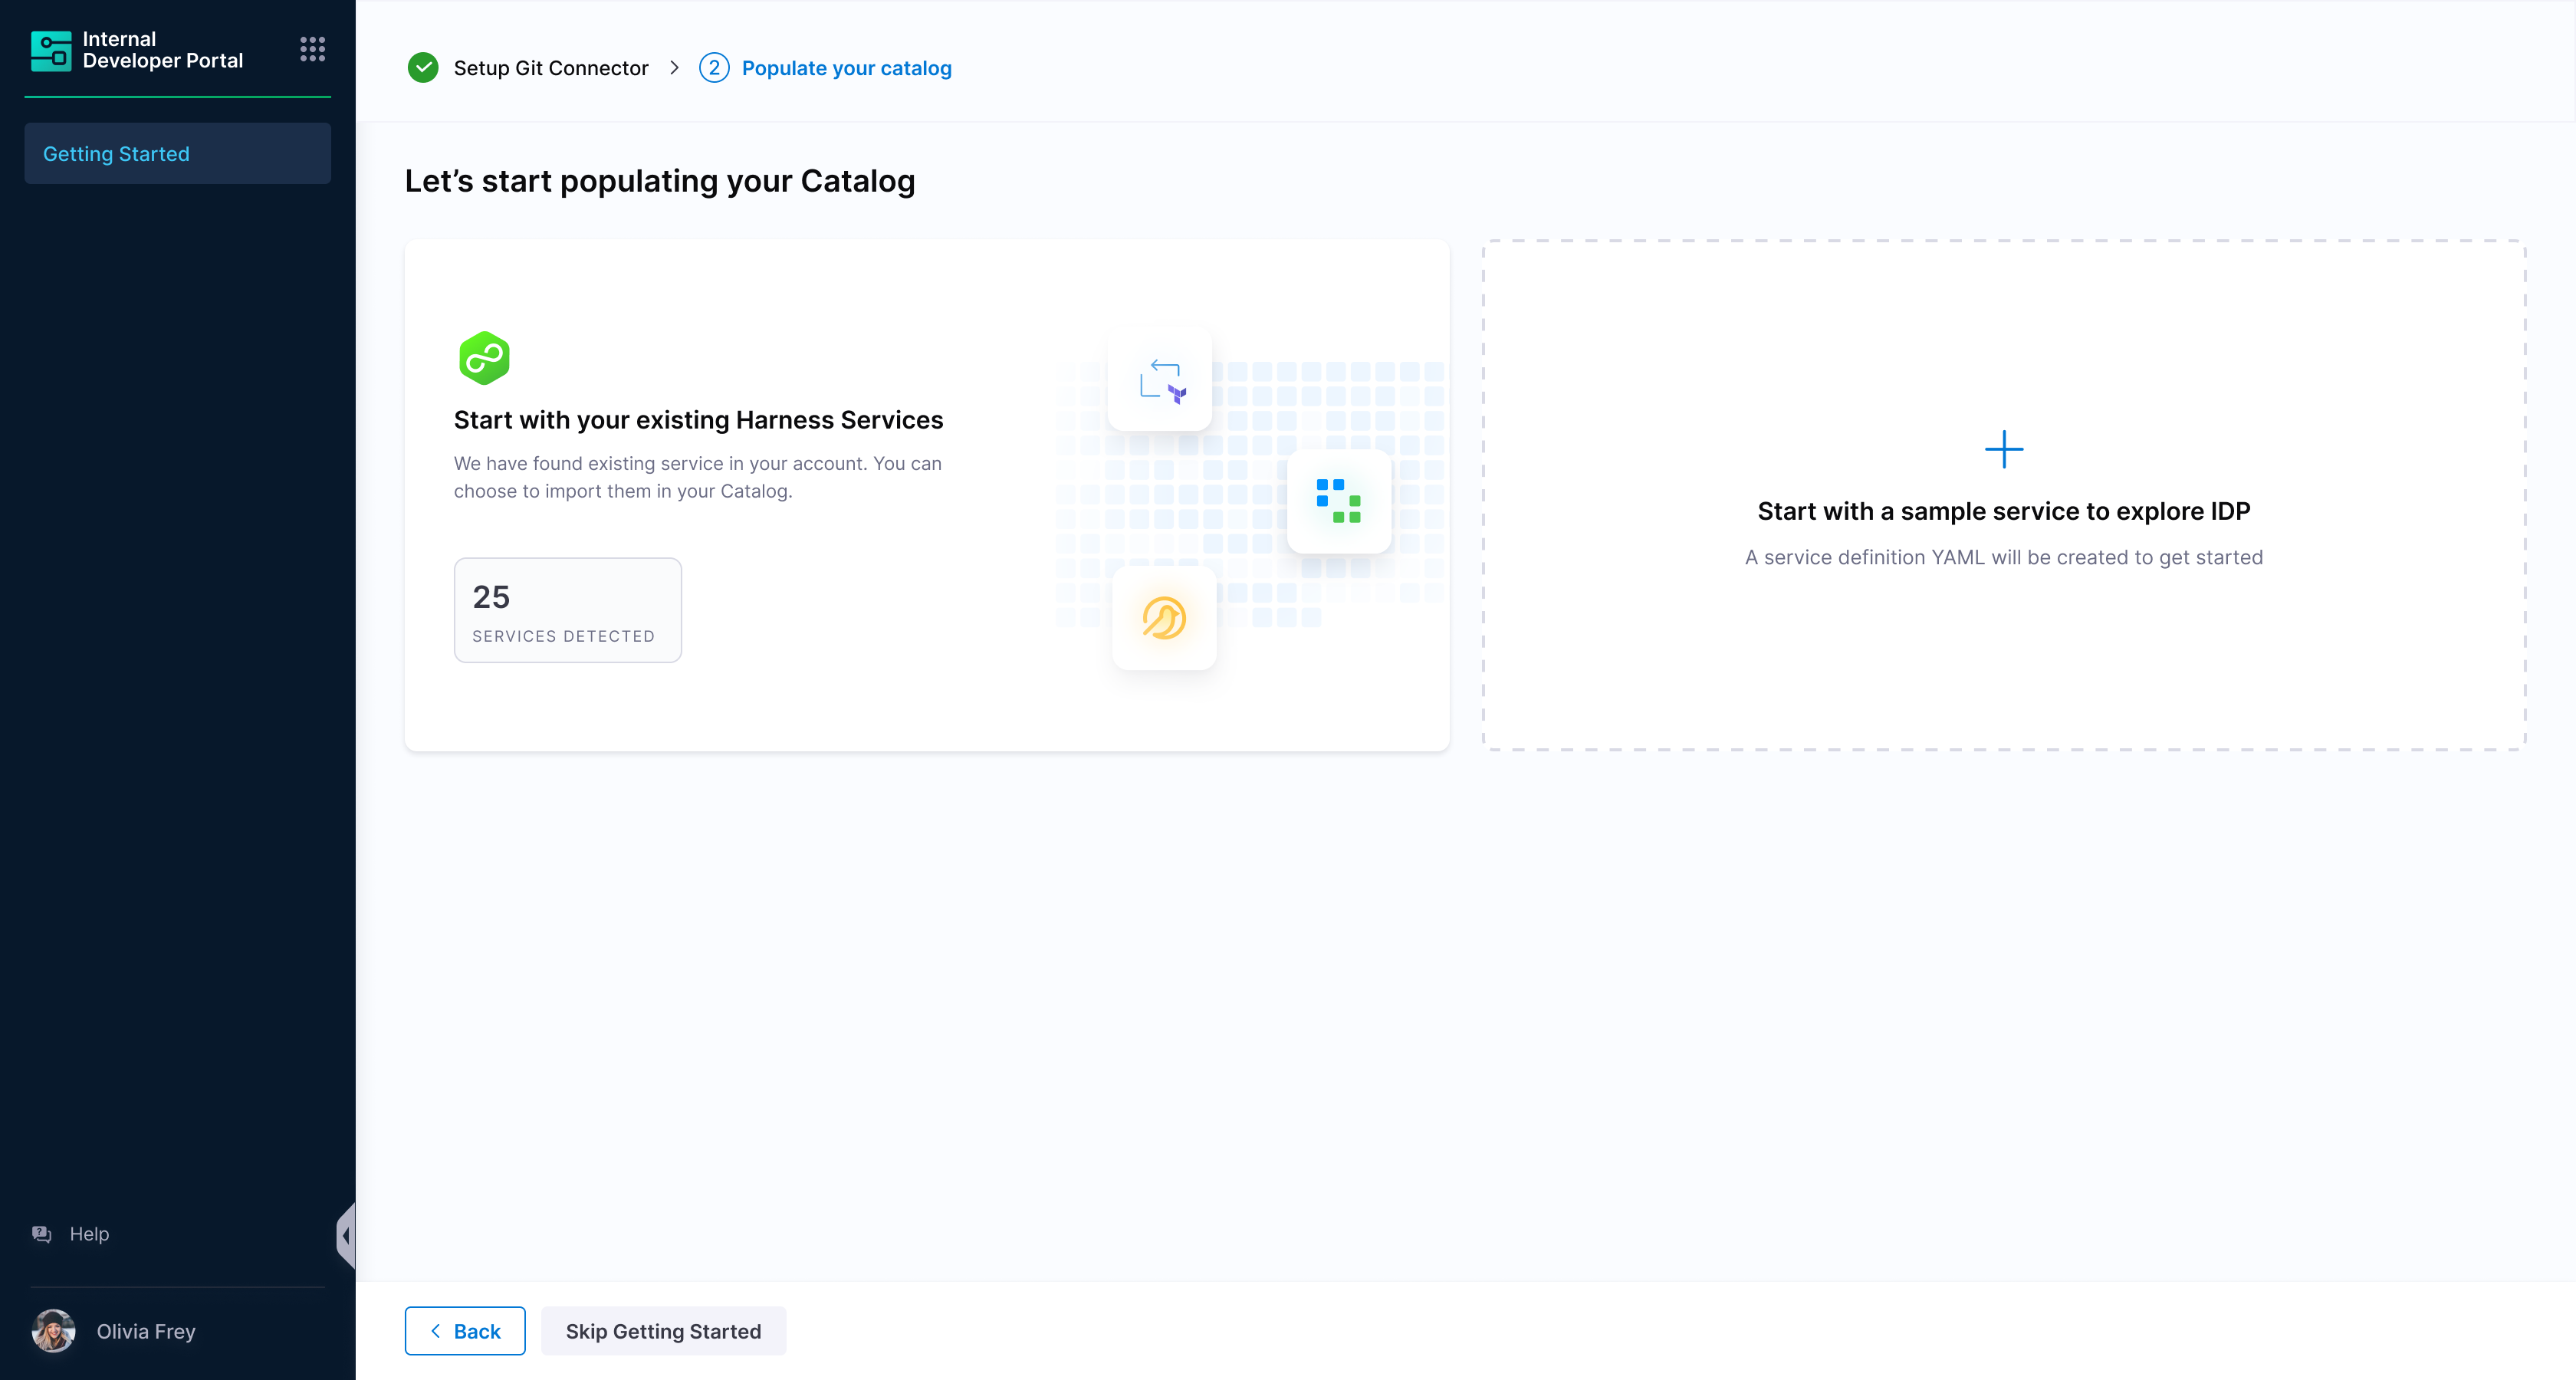 Internal
Developer Portal
Getting Started
Setup Git Connector
2
Populate your catalog
Let’s start populating your Catalog
Start with your existing Harness Services
We have found existing service in your account. You can
choose to import them in your Catalog.
25
SERVICES DETECTED
Start with a sample service to explore IDP
A service definition YAML will be created to get started
Help
Olivia Frey
Back
Skip Getting Started